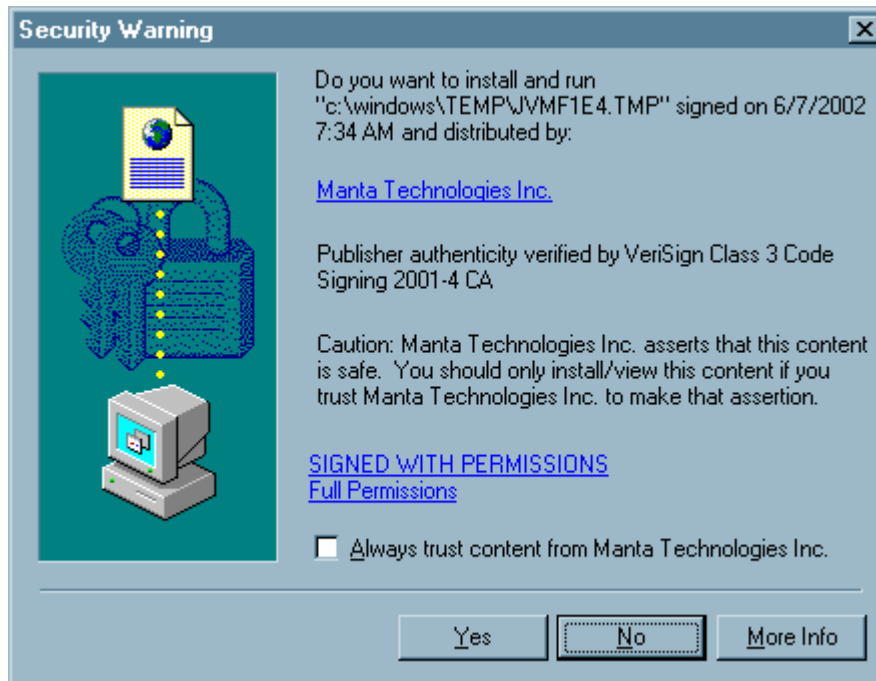 Security Warning
Do you want to install and run
"c:\windows\TEMP\JVMF1E4.TMP" signed on 6/7/2002
7:34 AM and distributed by:
Manta Technologies Inc.
Publisher authenticity verified by VeriSign Class 3 Code
Signing 2001-4 CA
Caution: Manta Technologies Inc. asserts that this content
is safe.  You should only install/view this content if you
trust Manta Technologies Inc. to make that assertion.
SIGNED WITH PERMISSIONS
Full Permissions
Always trust content from Manta Technologies Inc.
Yes No More Info